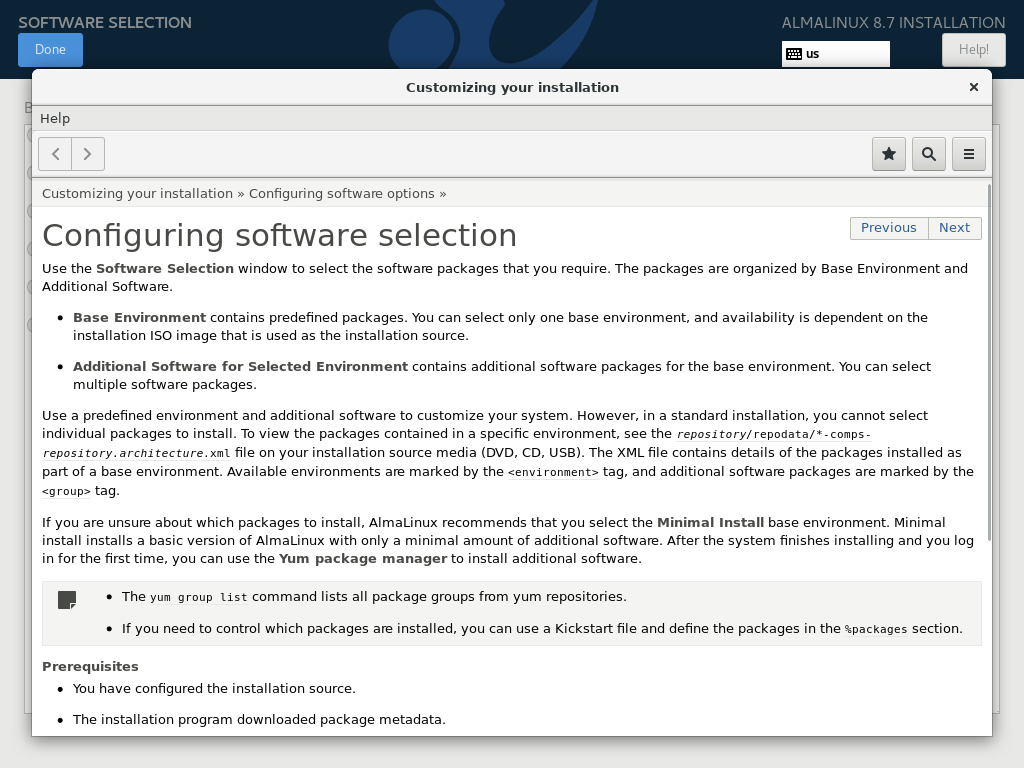 SOFTWARE SELECTION
ALMALINUX 8.7 INSTALLATION
Done
us
Help!
Customizing your installation
Help
Customizing your installation » Configuring software options »
Configuring software selection
Previous
Next
Use the Software Selection window to select the software packages that you require. The packages are organized by Base Environment and
Additional Software.
• Base Environment contains predefined packages. You can select only one base environment, and availability is dependent on the
installation ISO image that is used as the installation source.
• Additional Software for Selected Environment contains additional software packages for the base environment. You can select
multiple software packages.
Use a predefined environment and additional software to customize your system. However, in a standard installation, you cannot select
individual packages to install. To view the packages contained in a specific environment, see the repository/repodata/*-comps-
repository.architecture.xml file on your installation source media (DVD, CD, USB). The XML file contains details of the packages installed as
part of a base environment. Available environments are marked by the <environment> tag, and additional software packages are marked by the
<group> tag.
If you are unsure about which packages to install, AlmaLinux recommends that you select the Minimal Install base environment. Minimal
install installs a basic version of AlmaLinux with only a minimal amount of additional software. After the system finishes installing and you log
in for the first time, you can use the Yum package manager to install additional software.
• The yum group list command lists all package groups from yum repositories.
• If you need to control which packages are installed, you can use a Kickstart file and define the packages in the %packages section.
Prerequisites
• You have configured the installation source.
• The installation program downloaded package metadata.